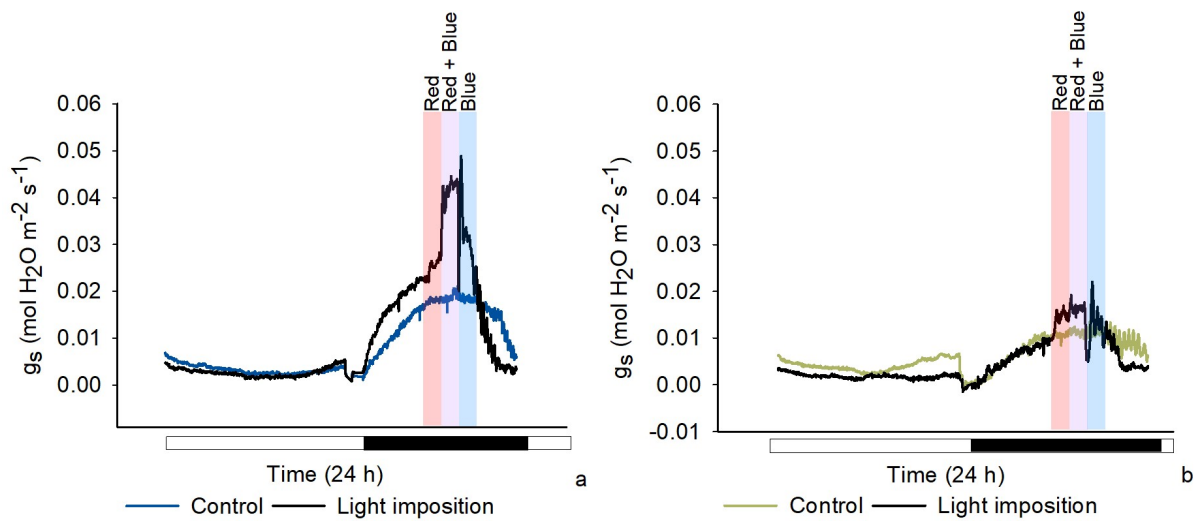 Red
Red + Blue
Blue
0.06
0.05
0.04
0.03
0.02
0.01
0.00
gs (mol H2O m-2 s-1)
Time (24 h)
a
Control
Light imposition
Red
Red + Blue
Blue
0.06
0.05
0.04
0.03
0.02
0.01
0.00
-0.01
gs (mol H2O m-2 s-1)
Time (24 h)
b
Control
Light imposition